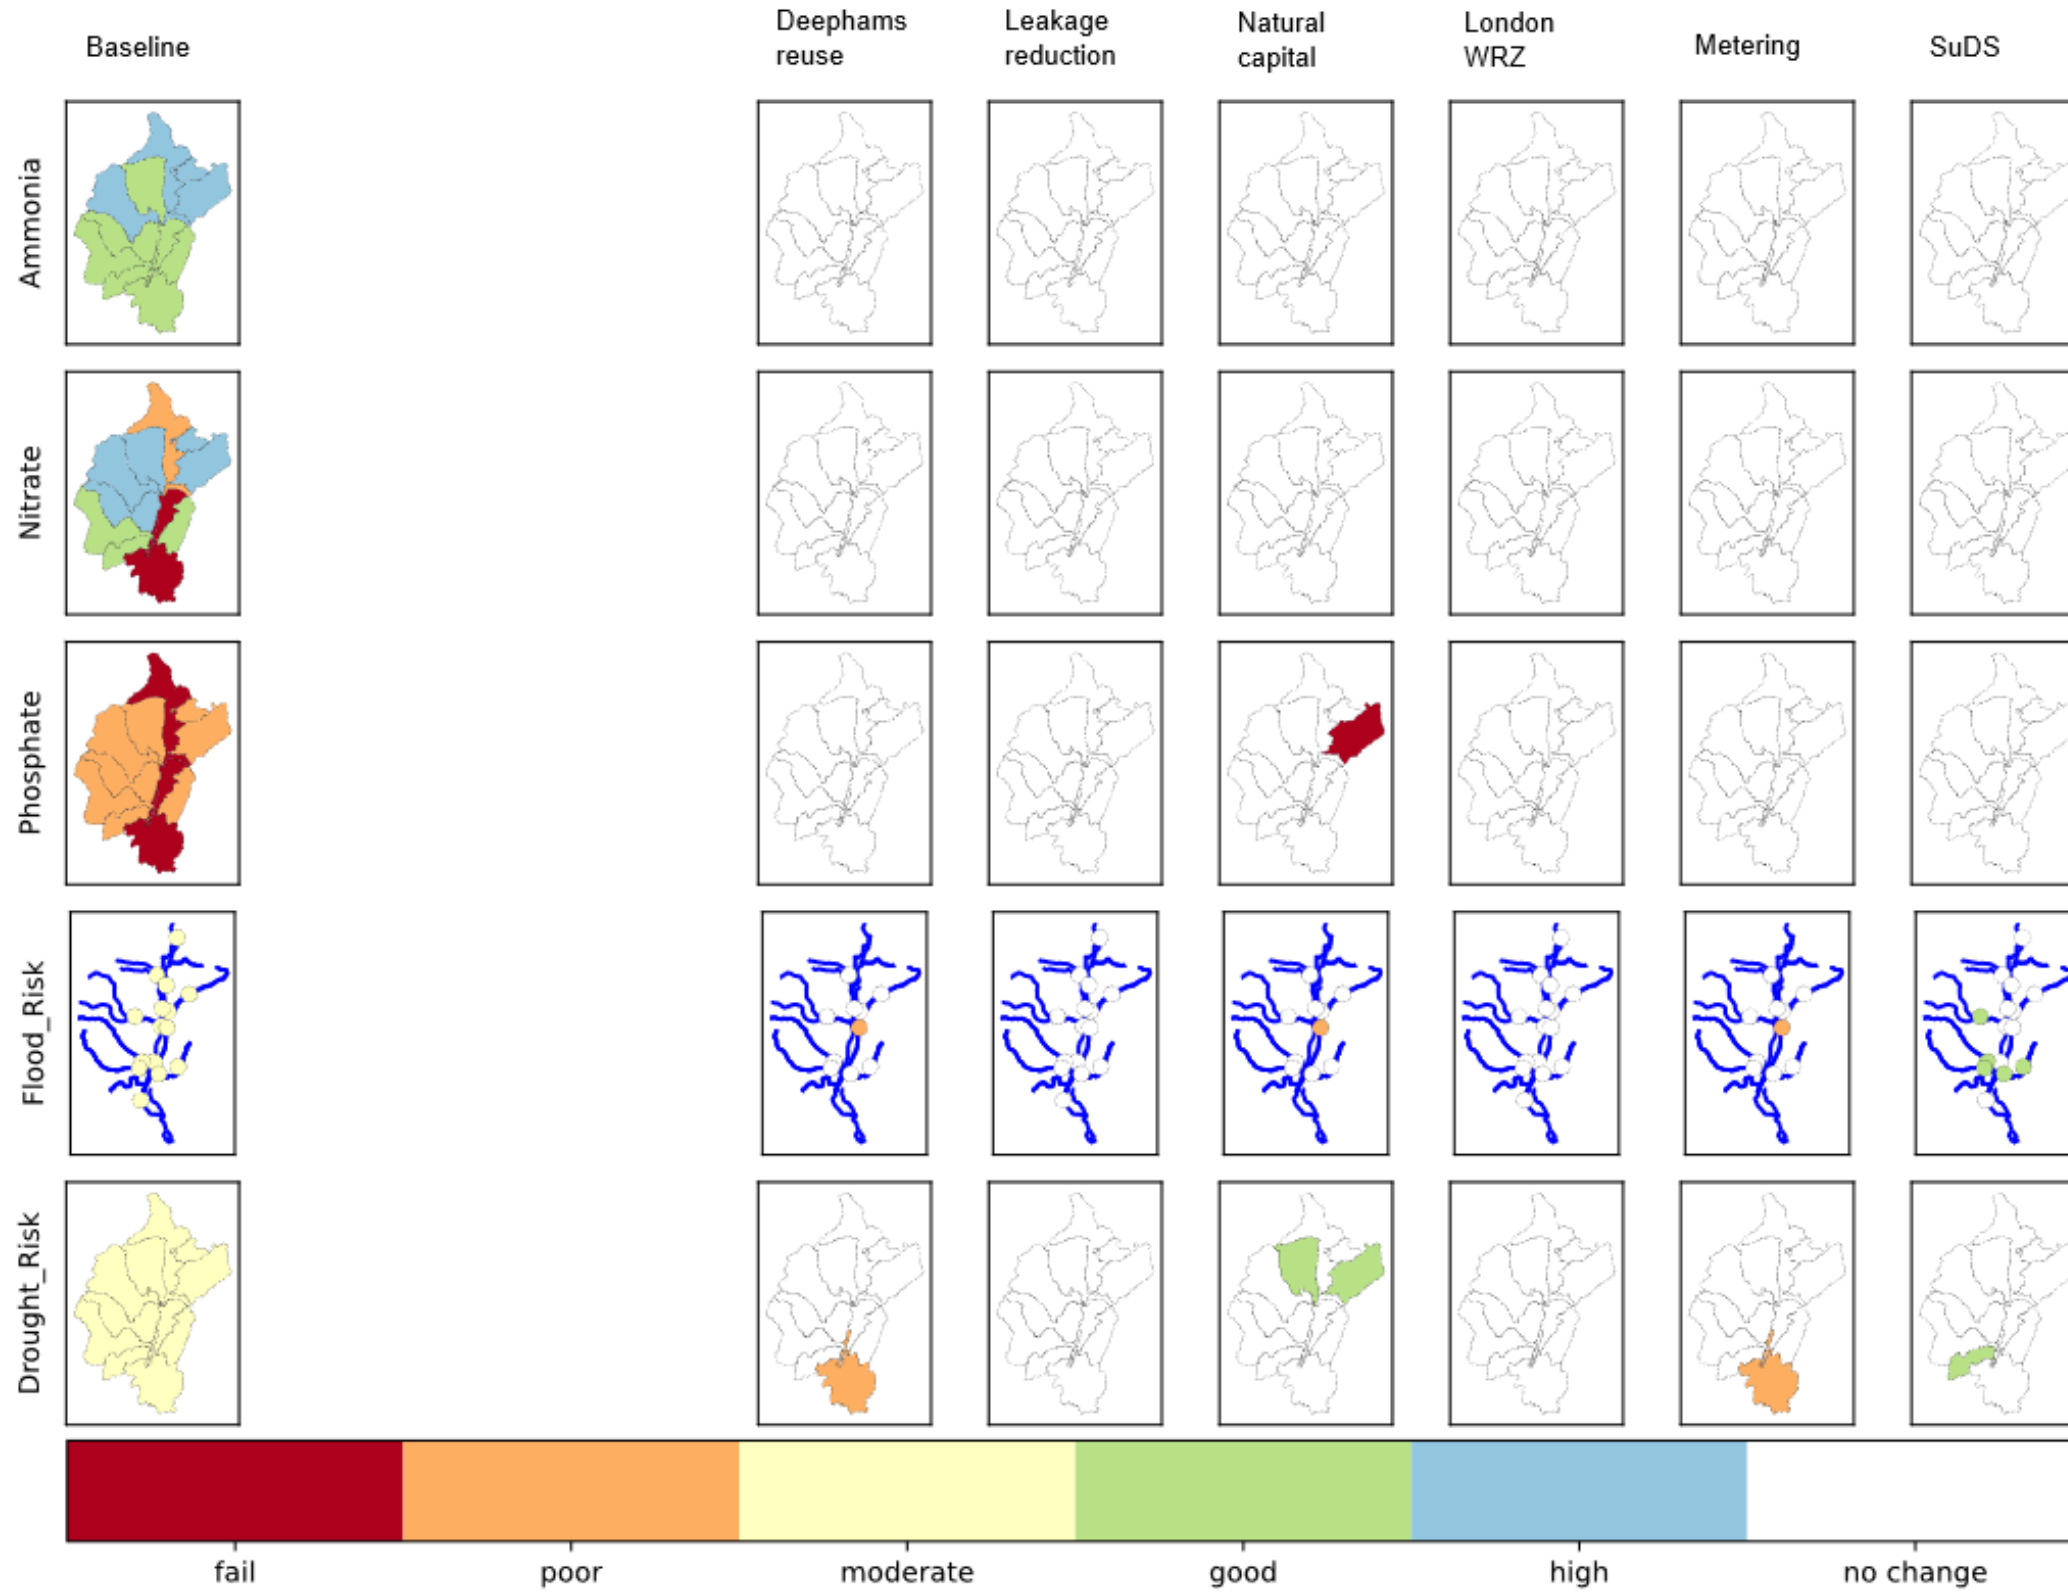 Baseline
Deephams
reuse
Leakage
reduction
Natural
capital
London
WRZ
Metering
SuDS
Ammonia
Nitrate
Phosphate
Flood_Risk
Drought_Risk
fail
poor
moderate
good
high
no change